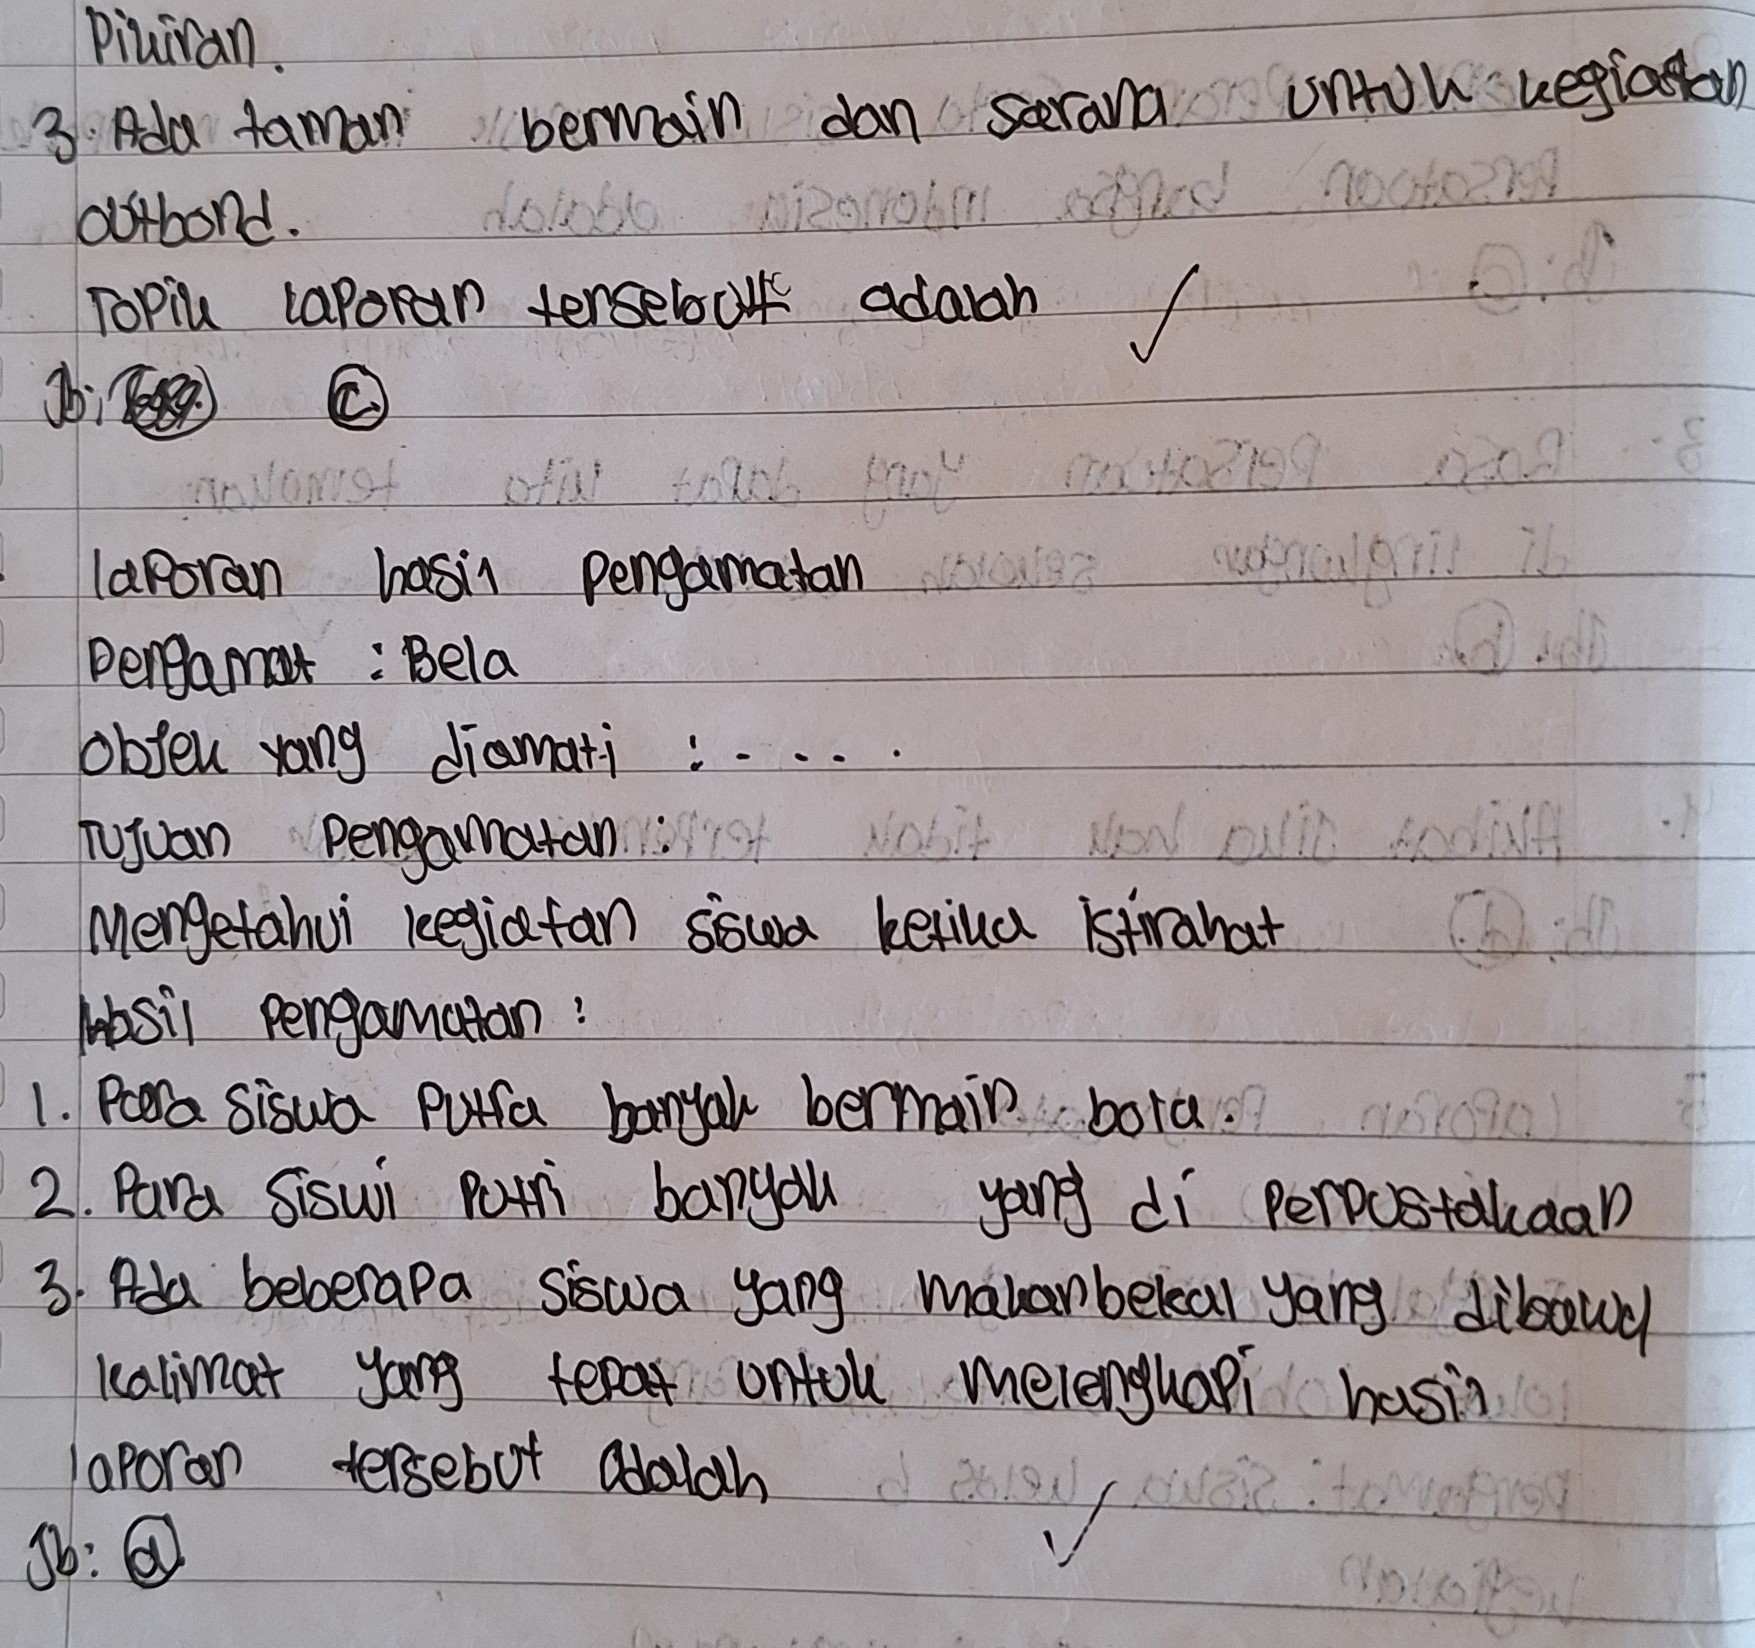 Pikiran.
3. Ada taman bermain dan sarana untuk kegiatan
outbond.
Topik laporan tersebut adalah
Jb: C.
laporan hasil pengamatan
Pengamat : Bela
Objek yang diamati : - - - .
Tujuan Pengamatan :
Mengetahui kegiatan siswa ketika istirahat
Hasil Pengamatan :
1. Para siswa Putra banyak bermain bola.
2. Para siswi Putri banyak yang di Perpustakaan
3. Ada beberapa siswa yang makan bekal yang dibawa
kalimat yang tepat untuk melengkapi hasil
laporan tersebut adalah
Jb: